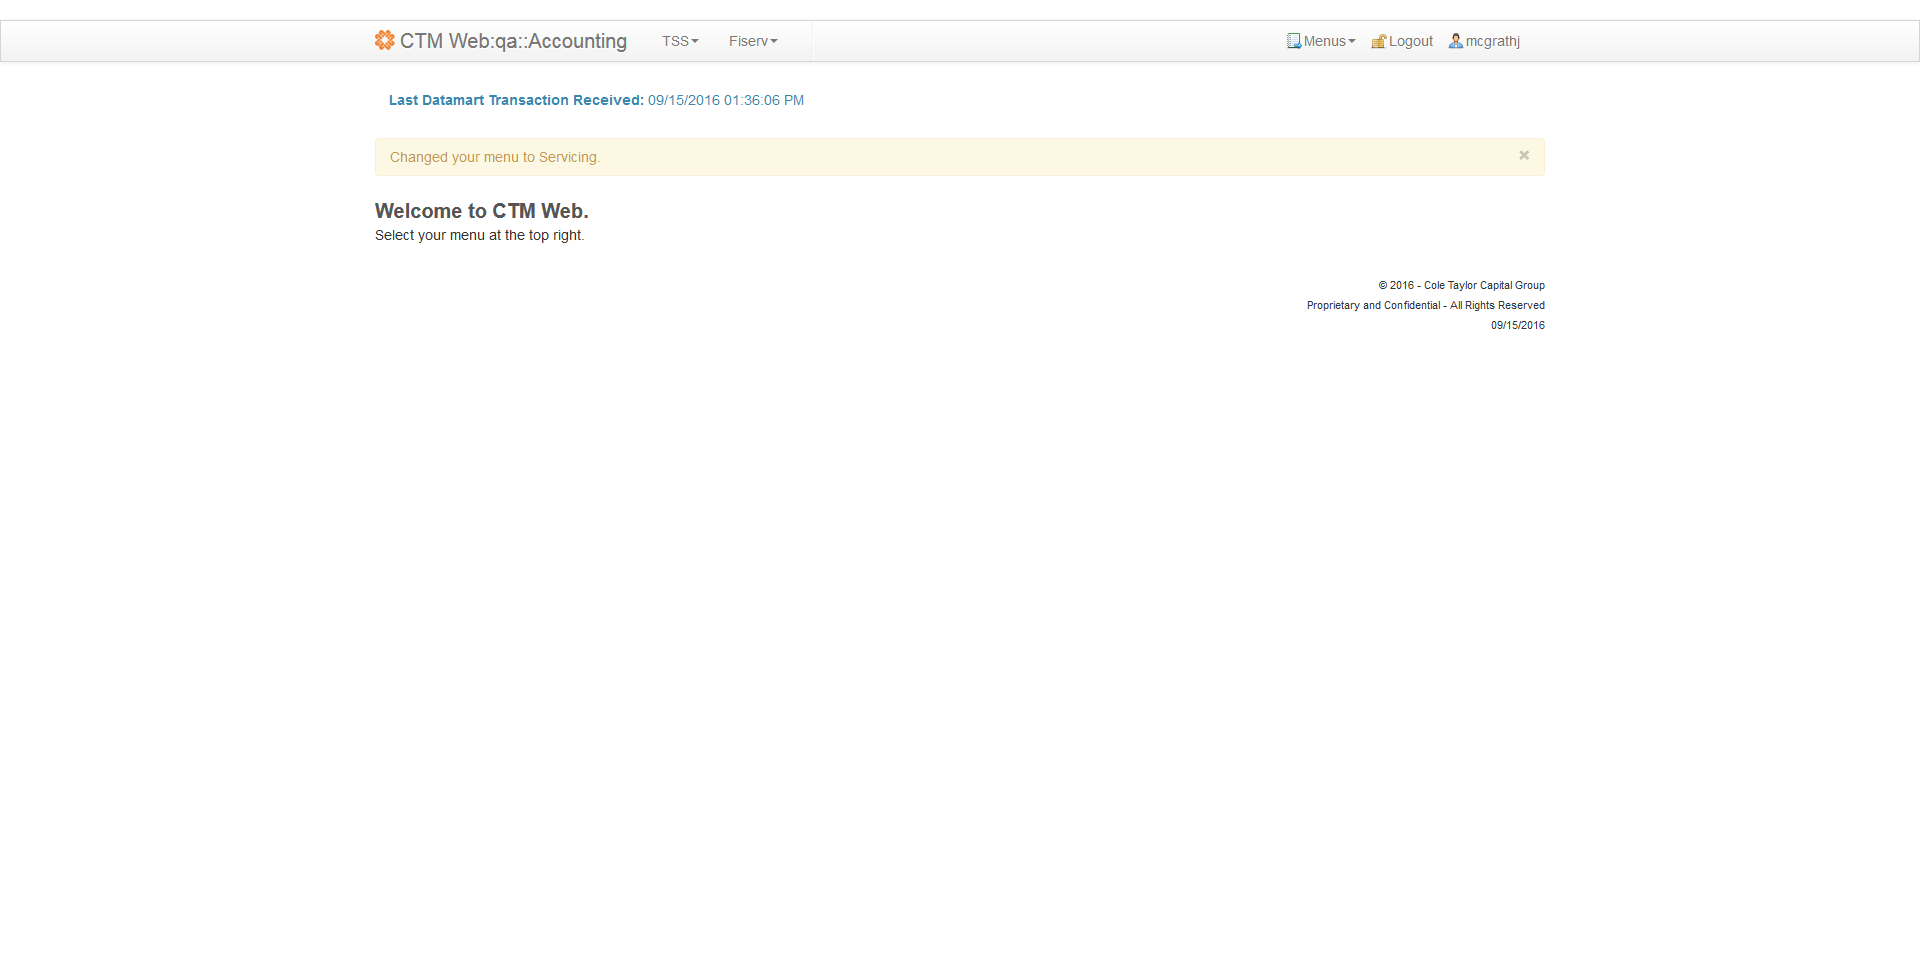 CTM Web:qa::Accounting TSS Fiserv Menus Logout mcgrathj
Last Datamart Transaction Received: 09/15/2016 01:36:06 PM
Changed your menu to Servicing. ×
Welcome to CTM Web.
Select your menu at the top right.
© 2016 - Cole Taylor Capital Group
Proprietary and Confidential - All Rights Reserved
09/15/2016